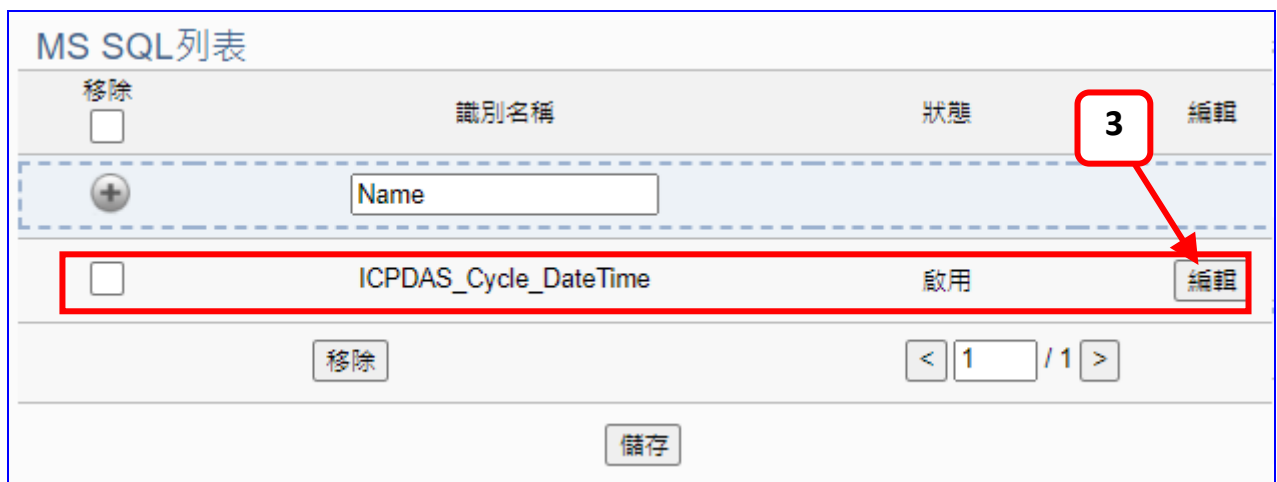 MS SQL列表
移除 識別名稱 狀態 3 編輯
Name
ICPDAS_Cycle_DateTime 啟用 編輯
移除 < 1 / 1 >
儲存